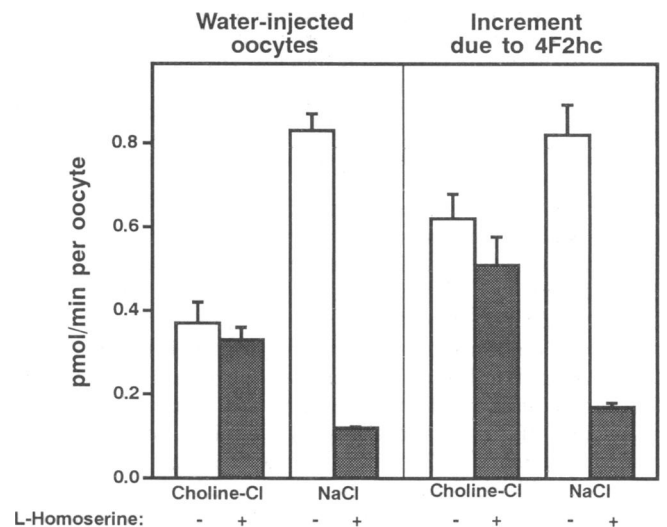 Water-injected
oocytes
Increment
due to 4F2hc
pmol/min per oocyte
0.8
0.6
0.4
0.2
0.0
Choline-Cl NaCl Choline-Cl NaCl
L-Homoserine: - + - + - + - +